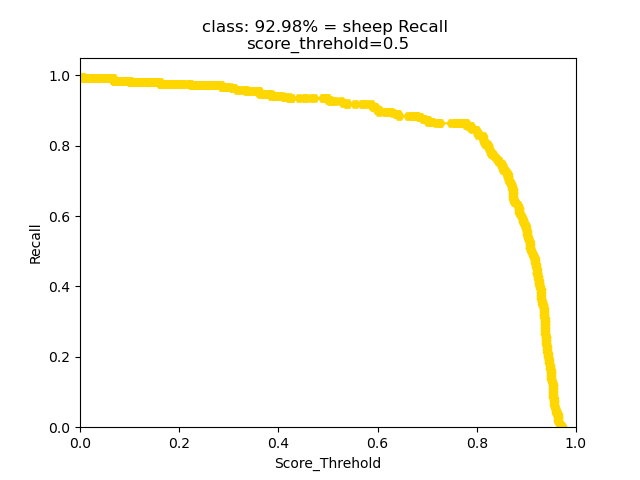 class: 92.98% = sheep Recall
score_threhold=0.5
1.0
0.8
0.6
0.4
0.2
0.0
Recall
0.0 0.2 0.4 0.6 0.8 1.0
Score_Threhold